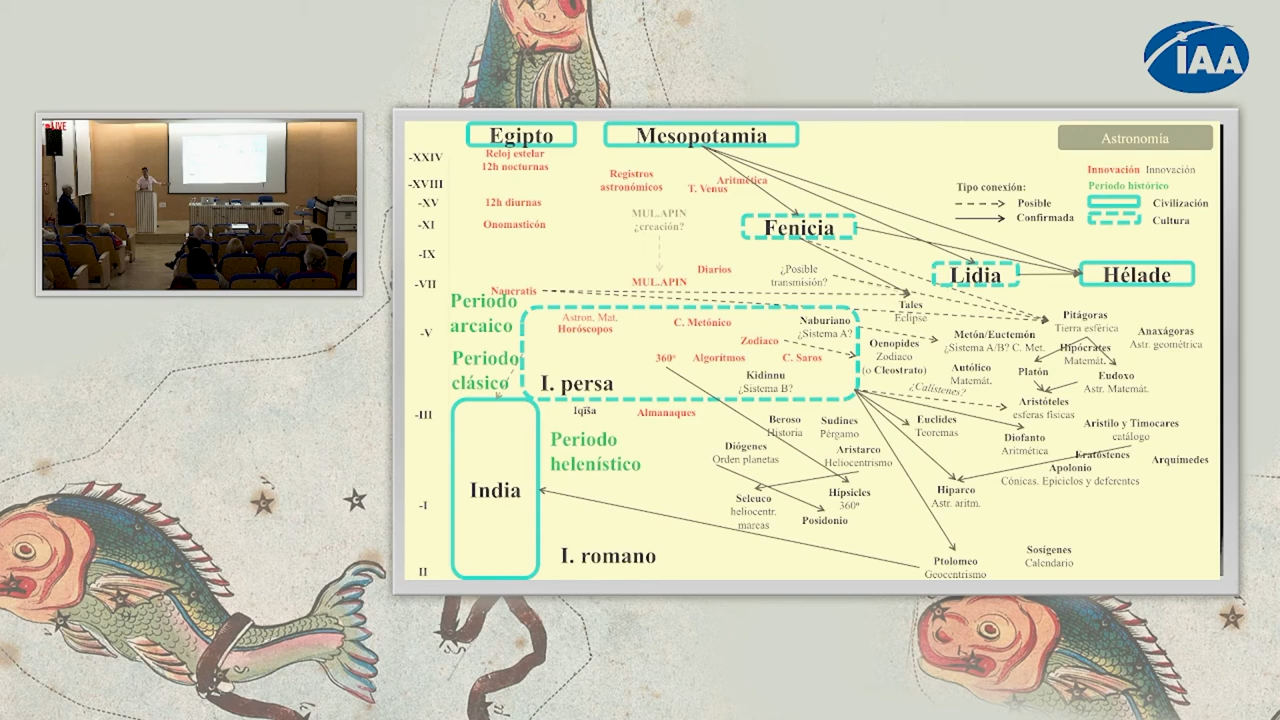 IAA
LIVE
Egipto
Mesopotamia
Astronomía
-XXIV
Reloj estelar
12h nocturnas
Innovación Innovación
Periodo histórico
Civilización
Cultura
Tipo conexión:
Posible
Confirmada
-XVIII
Registros
astronómicos
T. Venus
Aritmética
-XV
12h diurnas
-XI
Onomasticón
MUL.APIN
¿creación?
Fenicia
-IX
Lidia
Hélade
-VII
Diarios
MUL.APIN
¿Posible
transmisión?
Naucratis
Periodo
arcaico
Tales
Eclipse
Pitágoras
Tierra esférica
-V
Astron. Mat.
Horóscopos
C. Metónico
Naburiano
¿Sistema A?
Zodiaco
Oenopides
Zodiaco
(o Cleostrato)
Metón/Euctemón
¿Sistema A/B? C. Met.
Anaxágoras
Astr. geométrica
Hipócrates
Matemát.
Periodo
clásico
360º
Algoritmos
C. Saros
Kidinnu
¿Sistema B?
I. persa
Autólico
Matemát.
Platón
Eudoxo
Astr. Matemát.
¿Calístenes?
Aristóteles
esferas físicas
-III
Iqîša
Almanaques
Beroso
Historia
Sudines
Pérgamo
Euclides
Teoremas
Diofanto
Aritmética
Aristilo y Timocares
catálogo
Periodo
helenístico
Diógenes
Orden planetas
Aristarco
Heliocentrismo
Eratóstenes
Apolonio
Cónicas. Epiciclos y deferentes
Arquímedes
India
-I
Seleuco
heliocentr.
mareas
Hipsicles
360º
Posidonio
Hiparco
Astr. aritm.
I. romano
II
Ptolomeo
Geocentrismo
Sosígenes
Calendario